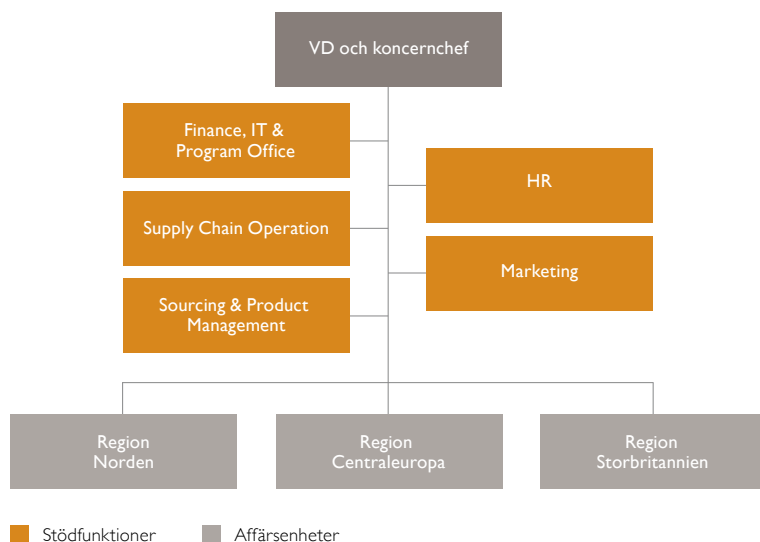 VD och koncernchef
Finance, IT &
Program Office
HR
Supply Chain Operation
Marketing
Sourcing & Product
Management
Region
Norden
Region
Centraleuropa
Region
Storbritannien
Stödfunktioner
Affärsenheter